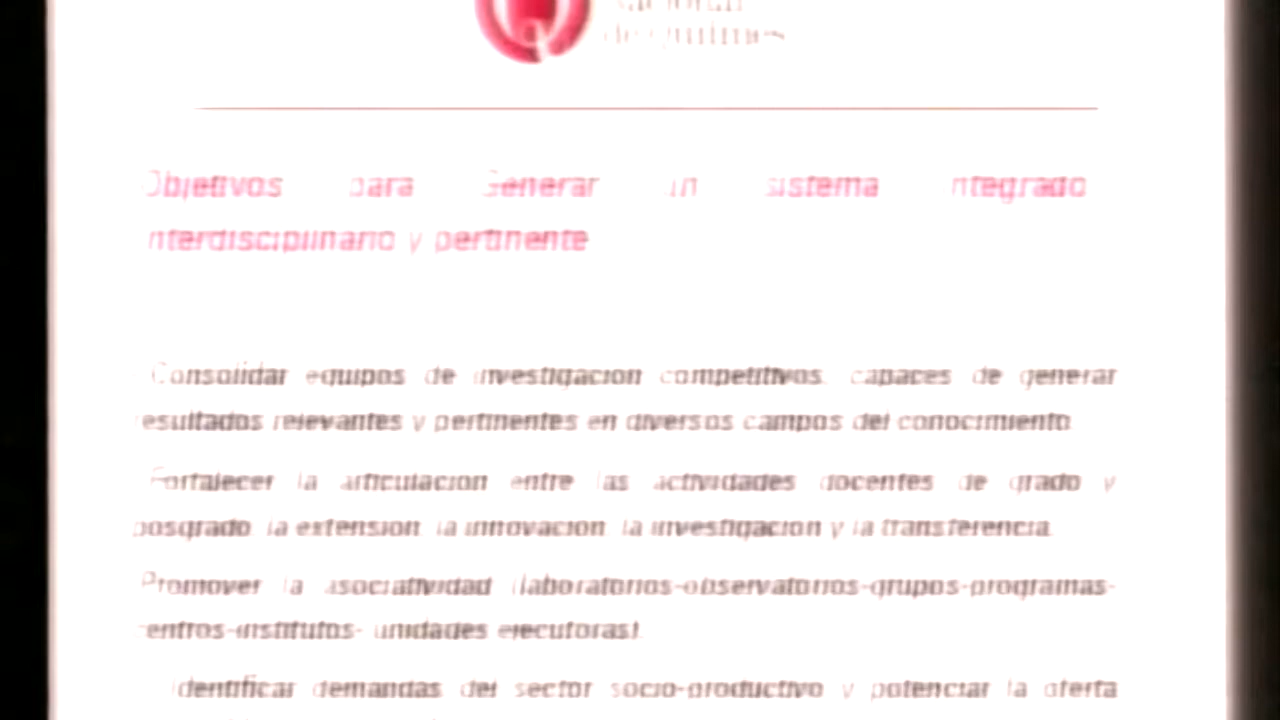 de quilmes
Objetivos para Generar un sistema integrado
interdisciplinario y pertinente
Consolidar equipos de investigación competitivos, capaces de generar
resultados relevantes y pertinentes en diversos campos del conocimiento
Fortalecer la articulación entre las actividades docentes de grado y
posgrado, la extensión, la innovación, la investigación y la transferencia.
Promover la asociatividad (laboratorios-observatorios-grupos-programas-
centros-institutos- unidades ejecutoras)
Identificar demandas del sector socio-productivo y potenciar la oferta